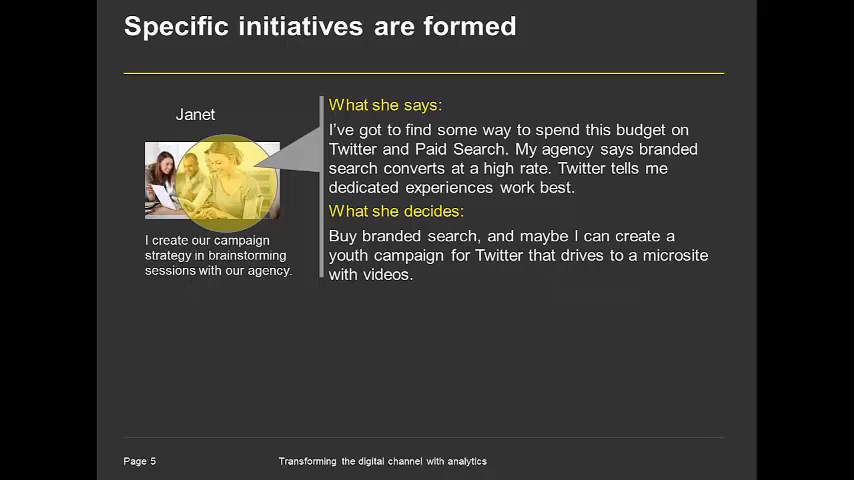 Specific initiatives are formed
Janet
I create our campaign
strategy in brainstorming
sessions with our agency.
What she says:
I've got to find some way to spend this budget on
Twitter and Paid Search. My agency says branded
search converts at a high rate. Twitter tells me
dedicated experiences work best.
What she decides:
Buy branded search, and maybe I can create a
youth campaign for Twitter that drives to a microsite
with videos.
Page 5
Transforming the digital channel with analytics